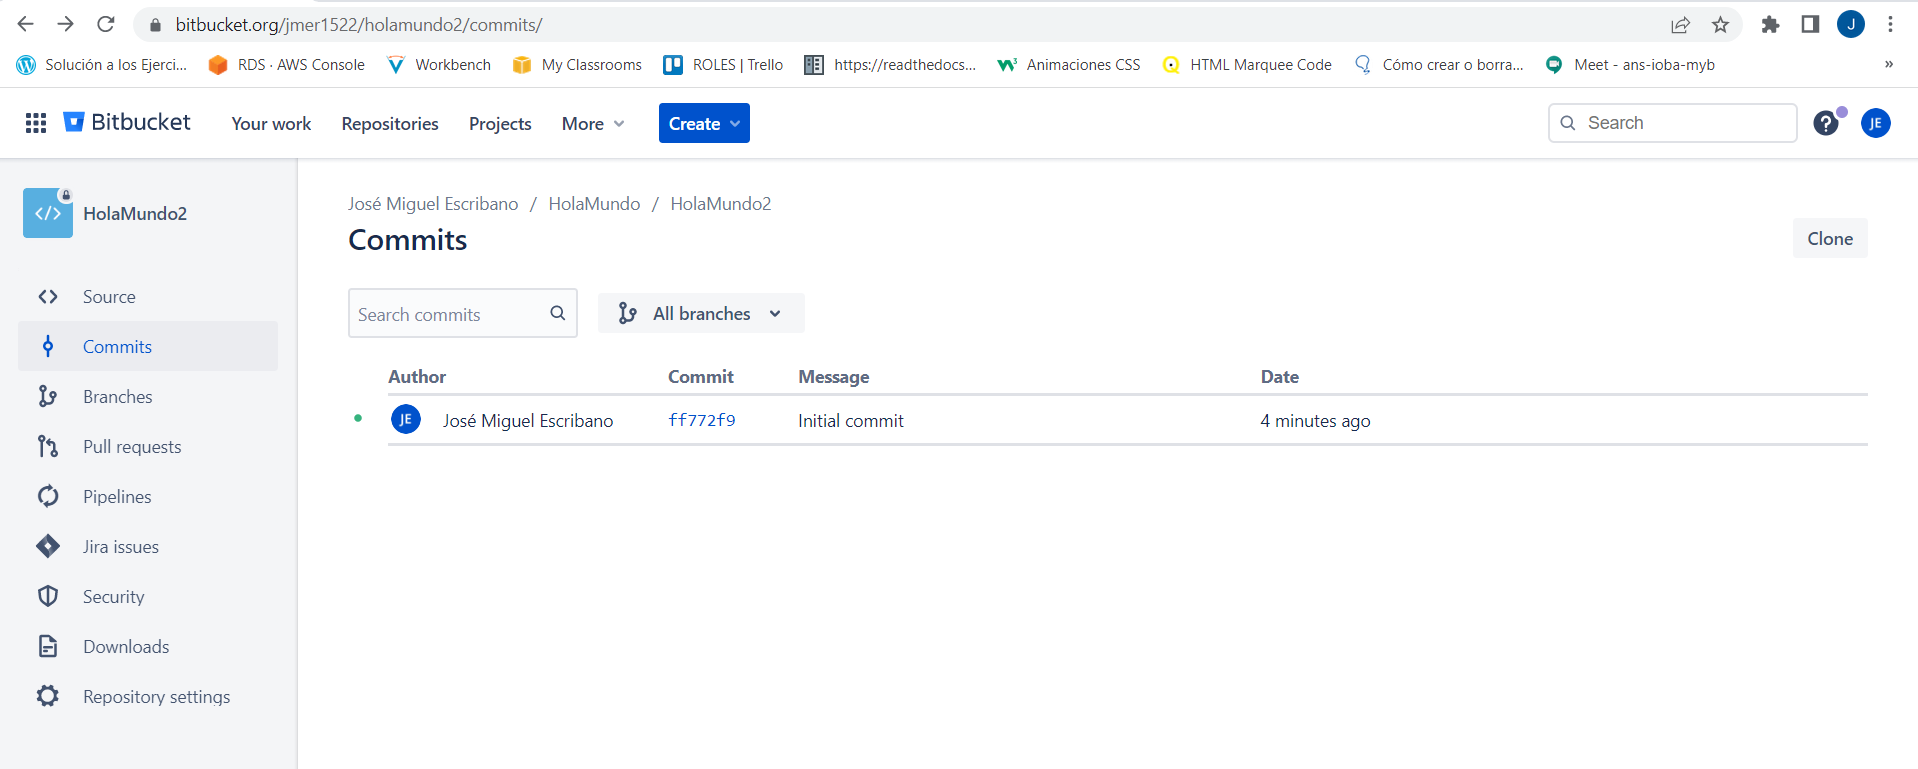 bitbucket.org/jmer1522/holamundo2/commits/
J
Solución a los Ejerci... RDS · AWS Console Workbench My Classrooms ROLES | Trello https://readthedocs... Animaciones CSS HTML Marquee Code Cómo crear o borra... Meet - ans-ioba-myb »
Bitbucket Your work Repositories Projects More Create Search ? JE
HolaMundo2
José Miguel Escribano / HolaMundo / HolaMundo2
Commits
Clone
Search commits All branches
Author Commit Message Date
JE José Miguel Escribano ff772f9 Initial commit 4 minutes ago
Source
Commits
Branches
Pull requests
Pipelines
Jira issues
Security
Downloads
Repository settings